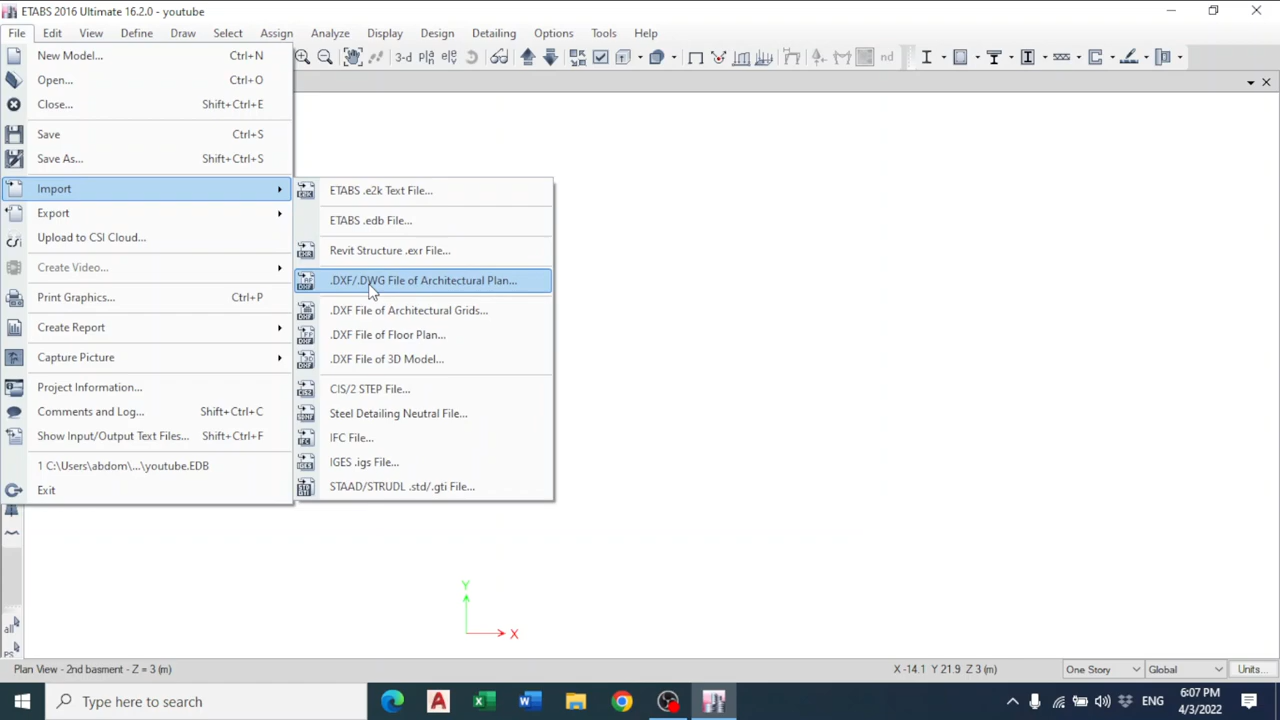 ETABS 2016 Ultimate 16.2.0 - youtube
File Edit View Define Draw Select Assign Analyze Display Design Detailing Options Tools Help
3-d pla ele nd
New Model... Ctrl+N
Open... Ctrl+O
Close... Shift+Ctrl+E
Save Ctrl+S
Save As... Shift+Ctrl+S
Import
Export
Upload to CSI Cloud...
Create Video...
Print Graphics... Ctrl+P
Create Report
Capture Picture
Project Information...
Comments and Log... Shift+Ctrl+C
Show Input/Output Text Files... Shift+Ctrl+F
1 C:\Users\abdom\...\youtube.EDB
Exit
ETABS .e2k Text File...
ETABS .edb File...
Revit Structure .exr File...
.DXF/.DWG File of Architectural Plan...
.DXF File of Architectural Grids...
.DXF File of Floor Plan...
.DXF File of 3D Model...
CIS/2 STEP File...
Steel Detailing Neutral File...
IFC File...
IGES .igs File...
STAAD/STRUDL .std/.gti File...
all
ps
Y
X
Plan View - 2nd basment - Z = 3 (m) X -14.1 Y 21.9 Z 3 (m) One Story Global Units...
Type here to search
ENG
6:07 PM
4/3/2022